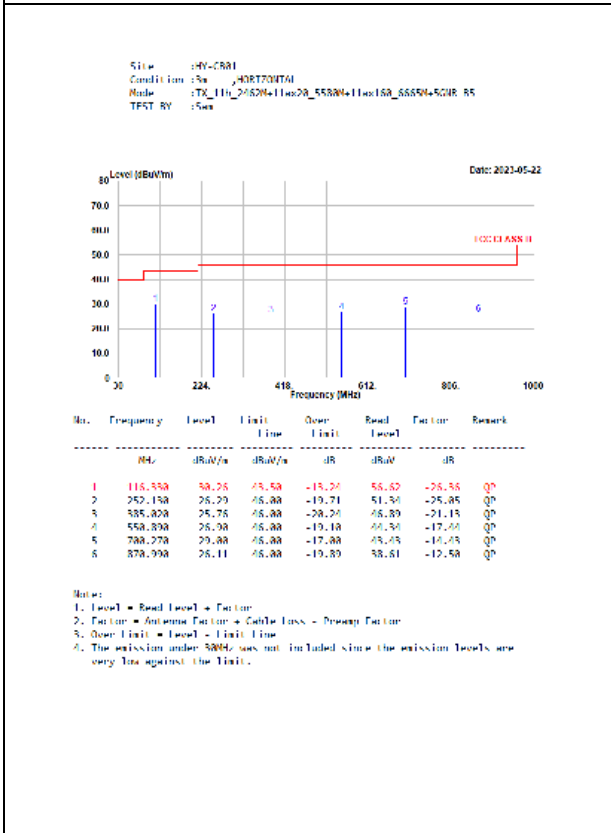 Site :HY-CB01
Condition :3m ,HORIZONTAL
Mode :TX_11b_2462M+11ax20_5580M+11ax160_6665M+5GNR B5
TEST BY :Sam
Level (dBuV/m)
Date: 2023-05-22
80
70.0
60.0
50.0
40.0
30.0
20.0
10.0
0
FCC CLASS B
1
2
3
4
5
6
30
224.
418.
612.
806.
1000
Frequency (MHz)
No. Frequency Level Limit Over Read Factor Remark
Line Limit Level
MHz dBuV/m dBuV/m dB dBuV dB
1 116.330 30.26 43.50 -13.24 56.62 -26.36 QP
2 252.130 26.29 46.00 -19.71 51.34 -25.05 QP
3 385.020 25.76 46.00 -20.24 46.89 -21.13 QP
4 550.890 26.90 46.00 -19.10 44.34 -17.44 QP
5 700.270 29.00 46.00 -17.00 43.43 -14.43 QP
6 870.990 26.11 46.00 -19.89 38.61 -12.50 QP
Note:
1. Level = Read Level + Factor
2. Factor = Antenna Factor + Cable Loss - Preamp Factor
3. Over Limit = Level - Limit Line
4. The emission under 30MHz was not included since the emission levels are
very low against the limit.